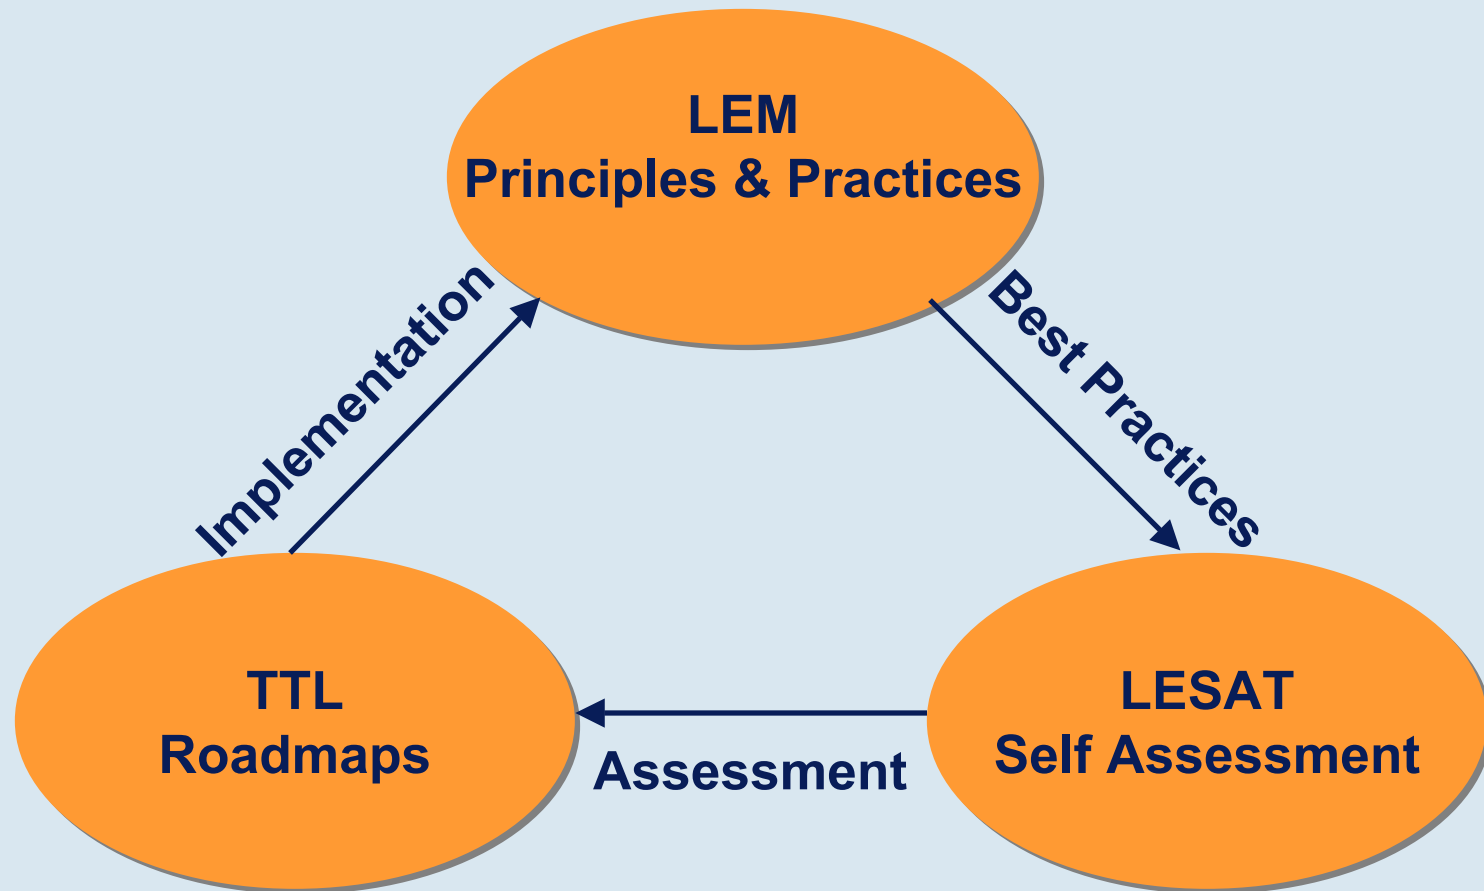 LEM
Principles & Practices
Implementation
Best Practices
TTL
Roadmaps
Assessment
LESAT
Self Assessment